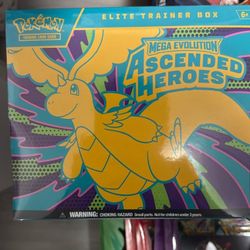 ELITE TRAINER BOX
6+
Pokémon
TRADING CARD GAME
MEGA EVOLUTION
ASCENDED
HEROES
WARNING: CHOKING HAZARD-Small parts. Not for children under 3 years.